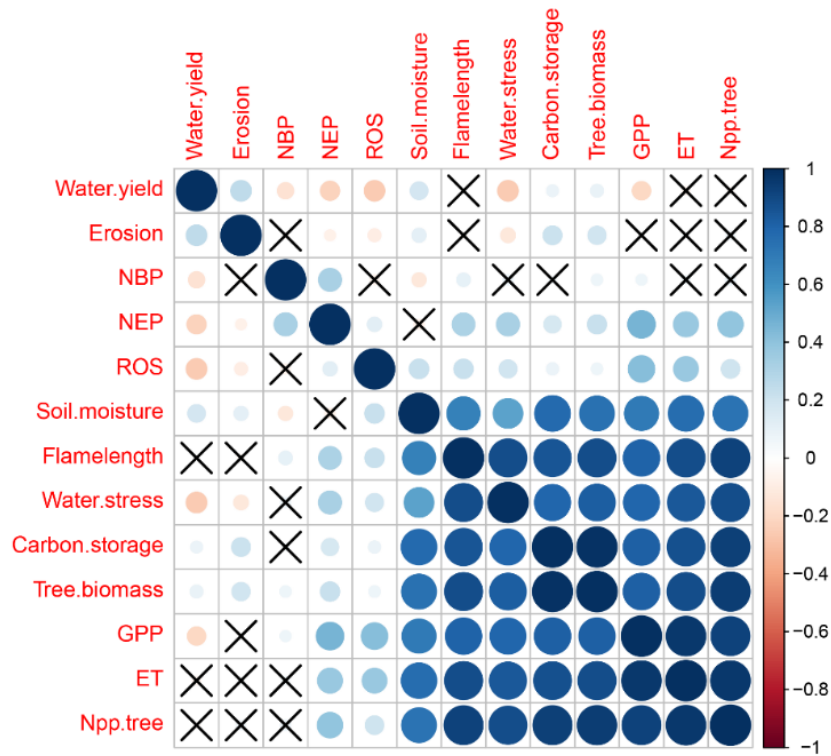 Water.yield
Erosion
NBP
NEP
ROS
Soil.moisture
Flamelength
Water.stress
Carbon.storage
Tree.biomass
GPP
ET
Npp.tree
Water.yield
Erosion
NBP
NEP
ROS
Soil.moisture
Flamelength
Water.stress
Carbon.storage
Tree.biomass
GPP
ET
Npp.tree
1
0.8
0.6
0.4
0.2
0
−0.2
−0.4
−0.6
−0.8
−1